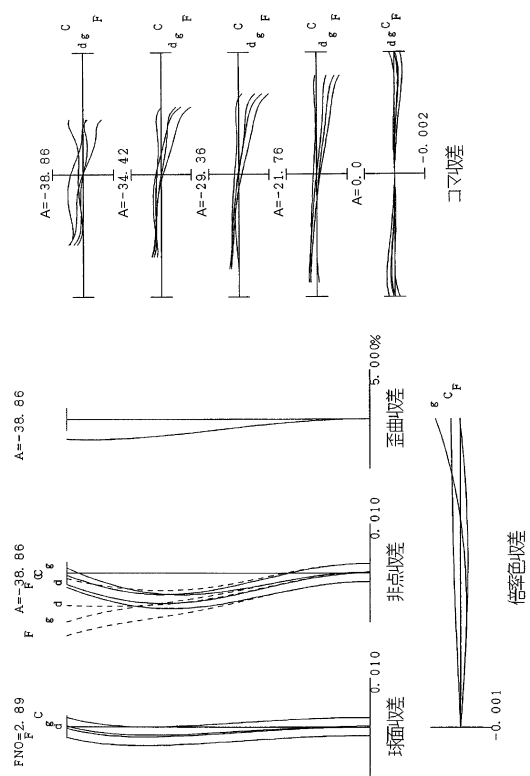 FNO=2.89
F C
d g
0.010
球面収差
A=-38.86
F g C g
F g d d
0.010
非点収差
A=-38.86
5.000%
歪曲収差
A=-38.86
C
d g F
A=-34.42
C
d g F
A=-29.36
C
d g F
A=-21.76
C
d g F
A=0.0
C
d g F
-0.002
コマ収差
g
C F
-0.001
倍率色収差